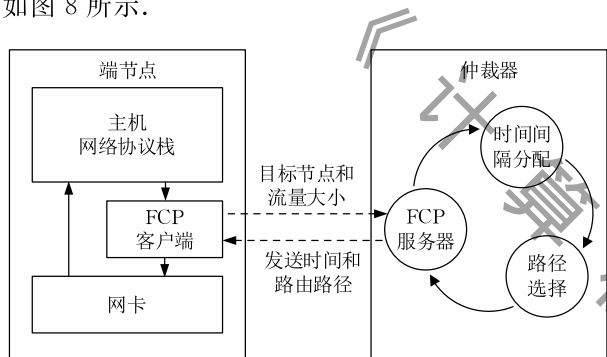 如图 8 所示.
端节点
主机
网络协议栈
FCP
客户端
网卡
目标节点和
流量大小
发送时间和
路由路径
仲裁器
时间间
隔分配
FCP
服务器
路径
选择
《计算